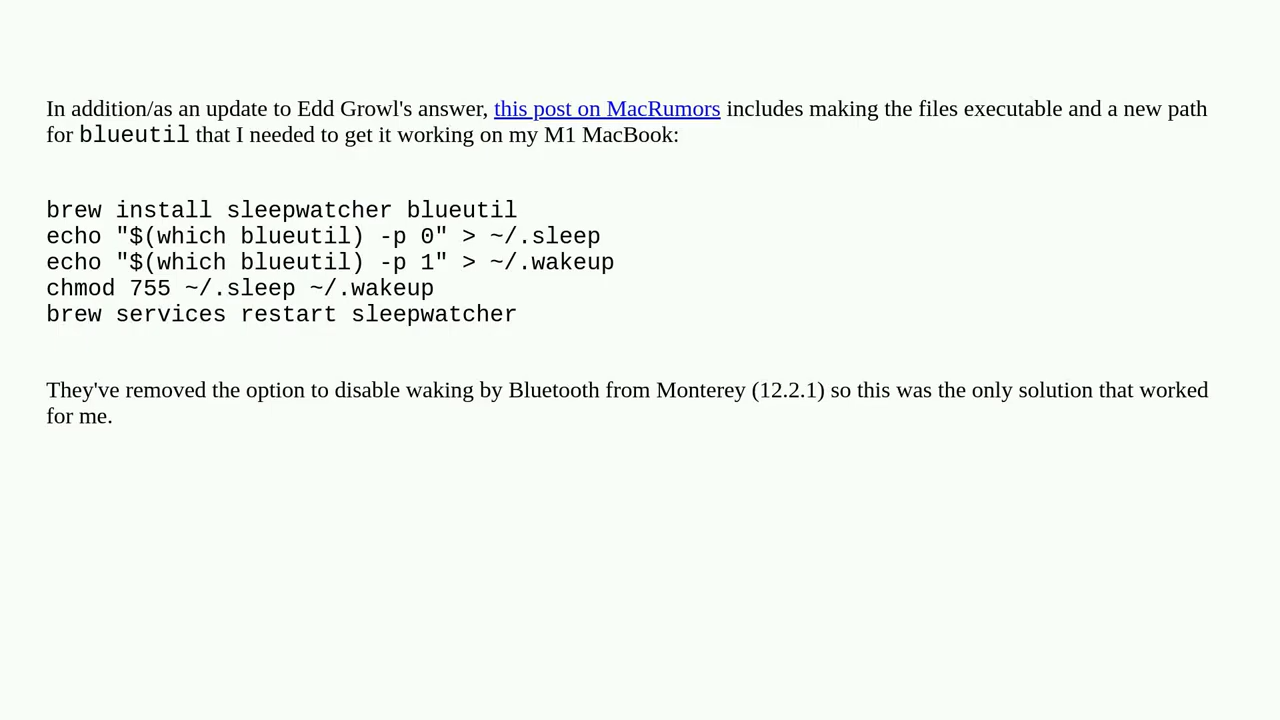 In addition/as an update to Edd Growl's answer, this post on MacRumors includes making the files executable and a new path
for blueutil that I needed to get it working on my M1 MacBook:
brew install sleepwatcher blueutil
echo "$(which blueutil) -p 0" > ~/.sleep
echo "$(which blueutil) -p 1" > ~/.wakeup
chmod 755 ~/.sleep ~/.wakeup
brew services restart sleepwatcher
They've removed the option to disable waking by Bluetooth from Monterey (12.2.1) so this was the only solution that worked
for me.